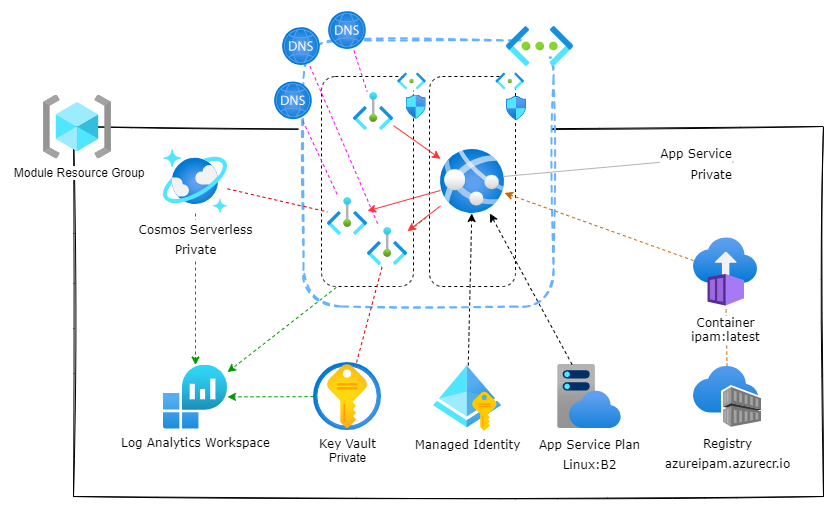 DNS
DNS
DNS
Module Resource Group
App Service
Private
Cosmos Serverless
Private
Container
ipam:latest
Log Analytics Workspace
Key Vault
Private
Managed Identity
App Service Plan
Linux:B2
Registry
azureipam.azurecr.io